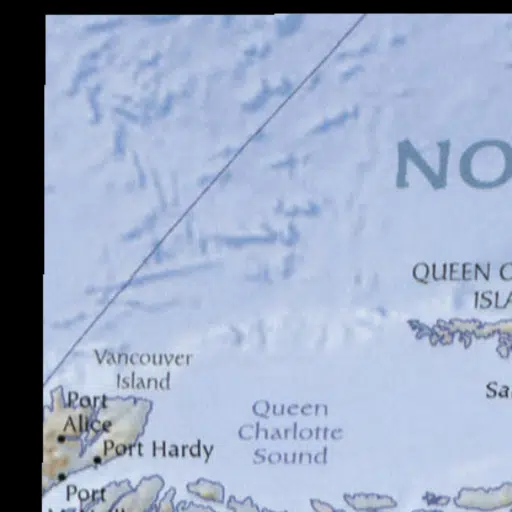 NO
QUEEN C
ISLA
Vancouver
Island
Sa
Port
Alice
Queen
Charlotte
Sound
Port Hardy
Port